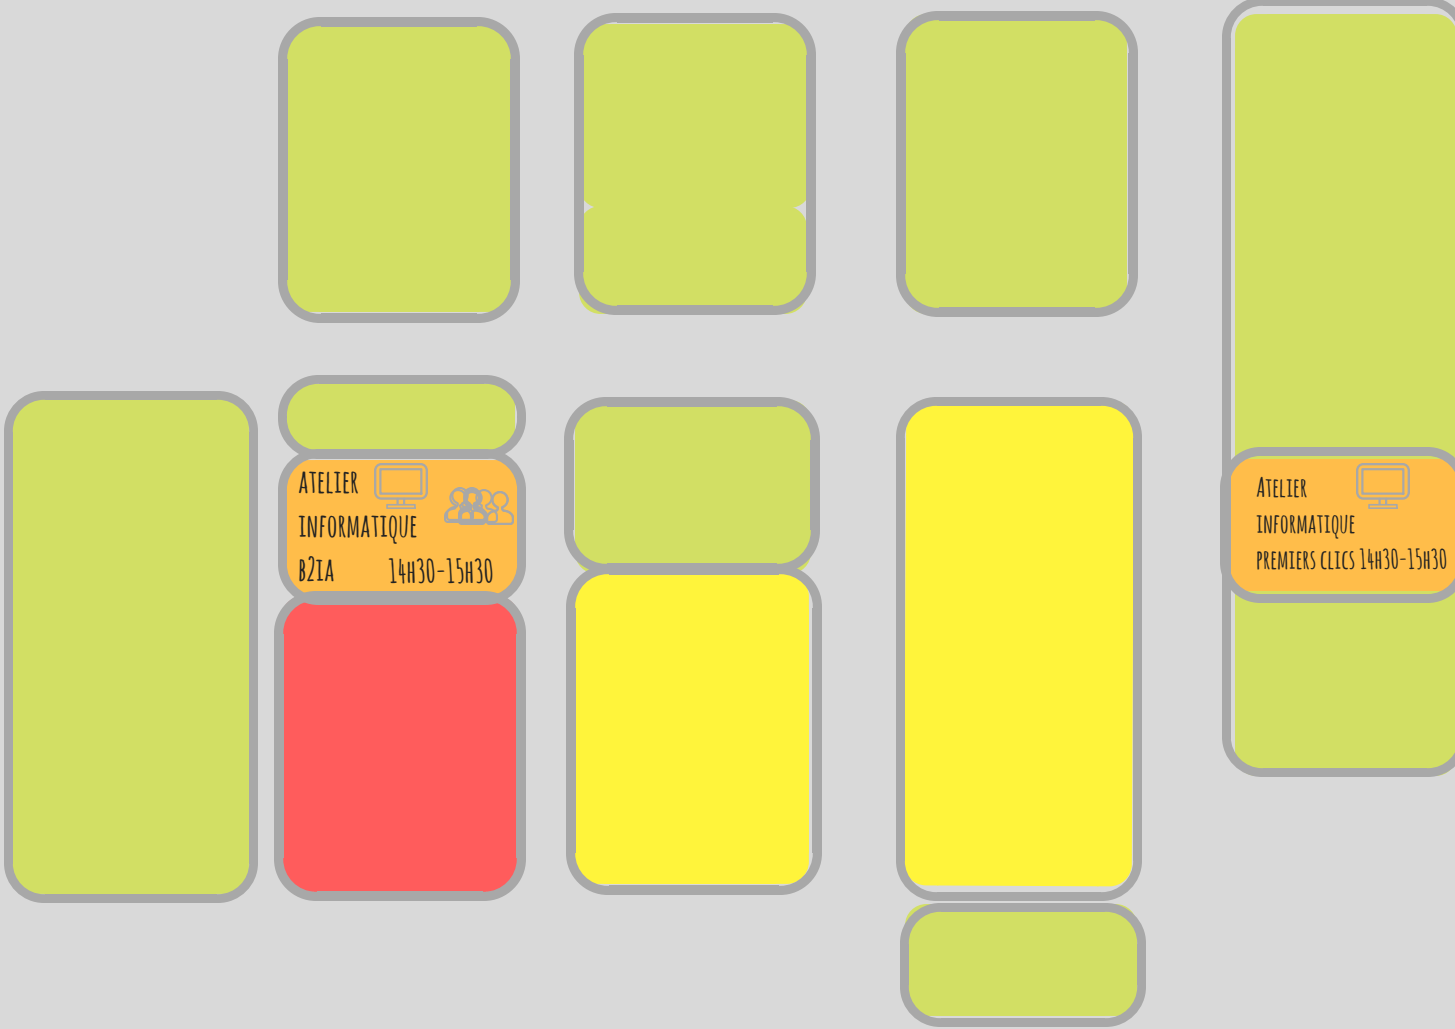 ATELIER
INFORMATIQUE
B2IA 14H30-15H30
ATELIER
INFORMATIQUE
PREMIERS CLICS 14H30-15H30